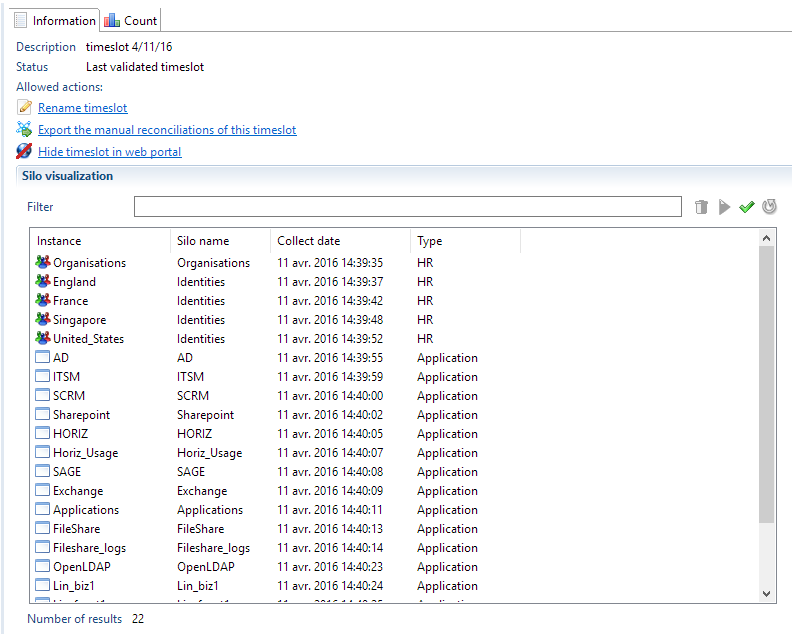 Information Count
Description timeslot 4/11/16
Status Last validated timeslot
Allowed actions:
Rename timeslot
Export the manual reconciliations of this timeslot
Hide timeslot in web portal
Silo visualization
Filter
Instance Silo name Collect date Type
Organisations Organisations 11 avr. 2016 14:39:35 HR
England Identities 11 avr. 2016 14:39:37 HR
France Identities 11 avr. 2016 14:39:42 HR
Singapore Identities 11 avr. 2016 14:39:48 HR
United_States Identities 11 avr. 2016 14:39:52 HR
AD AD 11 avr. 2016 14:39:55 Application
ITSM ITSM 11 avr. 2016 14:39:59 Application
SCRM SCRM 11 avr. 2016 14:40:00 Application
Sharepoint Sharepoint 11 avr. 2016 14:40:02 Application
HORIZ HORIZ 11 avr. 2016 14:40:05 Application
Horiz_Usage Horiz_Usage 11 avr. 2016 14:40:07 Application
SAGE SAGE 11 avr. 2016 14:40:08 Application
Exchange Exchange 11 avr. 2016 14:40:09 Application
Applications Applications 11 avr. 2016 14:40:11 Application
FileShare FileShare 11 avr. 2016 14:40:13 Application
Fileshare_logs Fileshare_logs 11 avr. 2016 14:40:14 Application
OpenLDAP OpenLDAP 11 avr. 2016 14:40:23 Application
Lin_biz1 Lin_biz1 11 avr. 2016 14:40:24 Application
Number of results 22